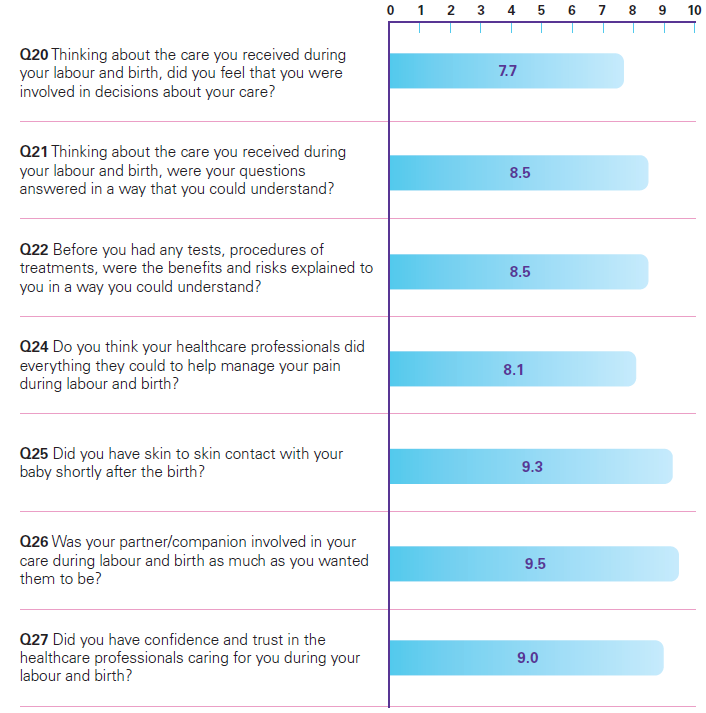 0 1 2 3 4 5 6 7 8 9 10
Q20 Thinking about the care you received during
your labour and birth, did you feel that you were
involved in decisions about your care?
7.7
Q21 Thinking about the care you received during
your labour and birth, were your questions
answered in a way that you could understand?
8.5
Q22 Before you had any tests, procedures of
treatments, were the benefits and risks explained to
you in a way you could understand?
8.5
Q24 Do you think your healthcare professionals did
everything they could to help manage your pain
during labour and birth?
8.1
Q25 Did you have skin to skin contact with your
baby shortly after the birth?
9.3
Q26 Was your partner/companion involved in your
care during labour and birth as much as you wanted
them to be?
9.5
Q27 Did you have confidence and trust in the
healthcare professionals caring for you during your
labour and birth?
9.0